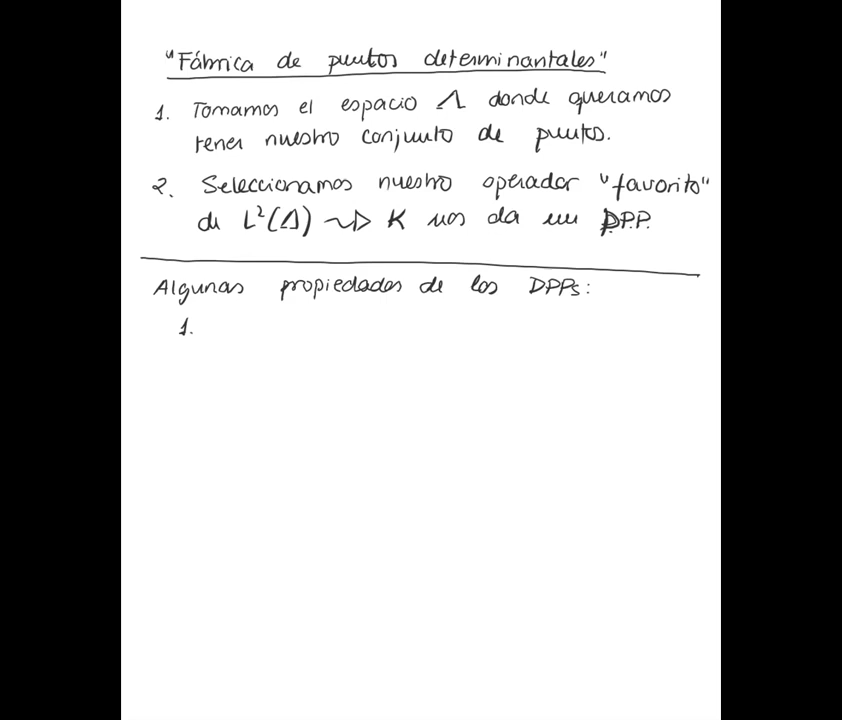 "Fábrica de puntos determinantales"
1. Tomamos el espacio Λ donde queramos
tener nuestro conjunto de puntos.
2. Seleccionamos nuestro operador "favorito"
de L²(Λ) ~> K nos da un D.P.P.
Algunas propiedades de los DPPs:
1.